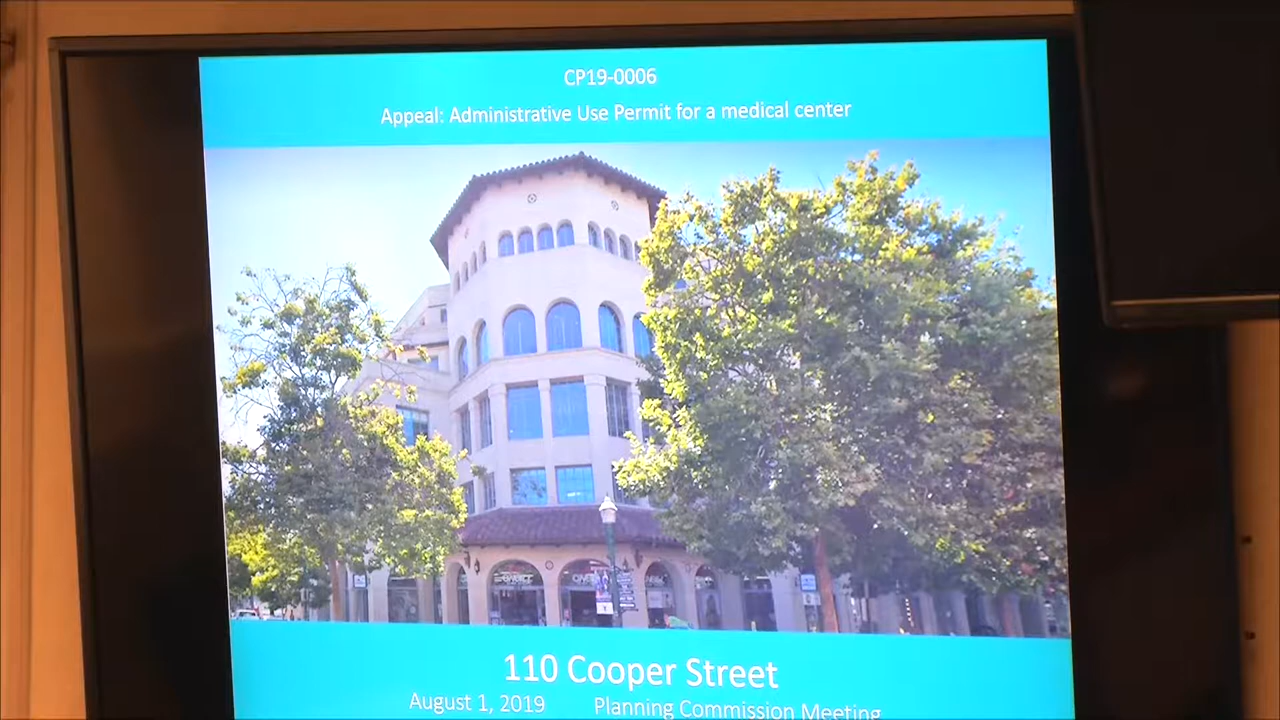 CP19-0006
Appeal: Administrative Use Permit for a medical center
110 Cooper Street
August 1, 2019 Planning Commission Meeting